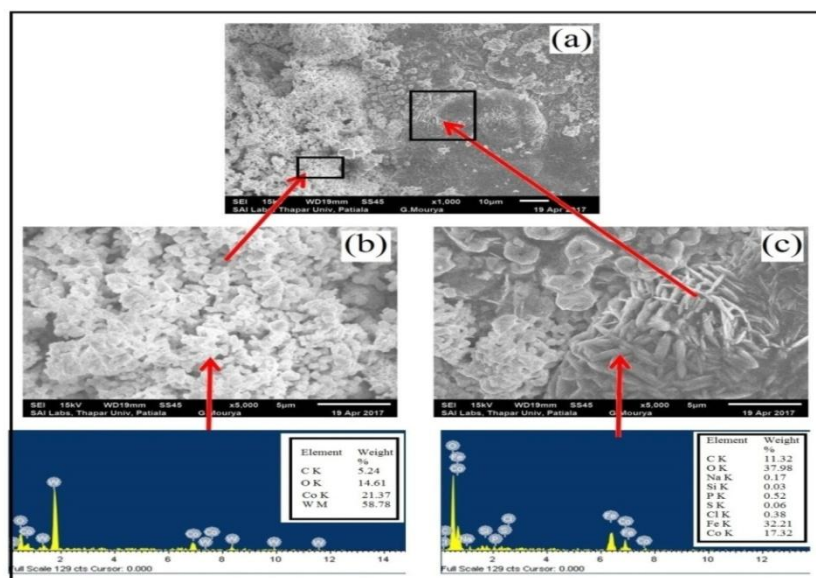 (a)
SEI 15kV WD19mm SS45 x1,000 10µm
SAI Labs, Thapar Univ, Patiala G.Mourya 19 Apr 2017
(b)
SEI 15kV WD19mm SS45 x5,000 5µm
SAI Labs, Thapar Univ, Patiala G.Mourya 19 Apr 2017
(c)
SEI 15kV WD19mm SS45 x5,000 5µm
SAI Labs, Thapar Univ, Patiala G.Mourya 19 Apr 2017
Element Weight
%
C K 5.24
O K 14.61
Co K 21.37
W M 58.78
2 4 6 8 10 12 14
Full Scale 129 cts Cursor: 0.000
Element Weight
%
C K 11.32
O K 37.98
Na K 0.17
Si K 0.03
P K 0.52
S K 0.06
Cl K 0.38
Fe K 32.21
Co K 17.32
2 4 6 8 10 12
Full Scale 129 cts Cursor: 0.000